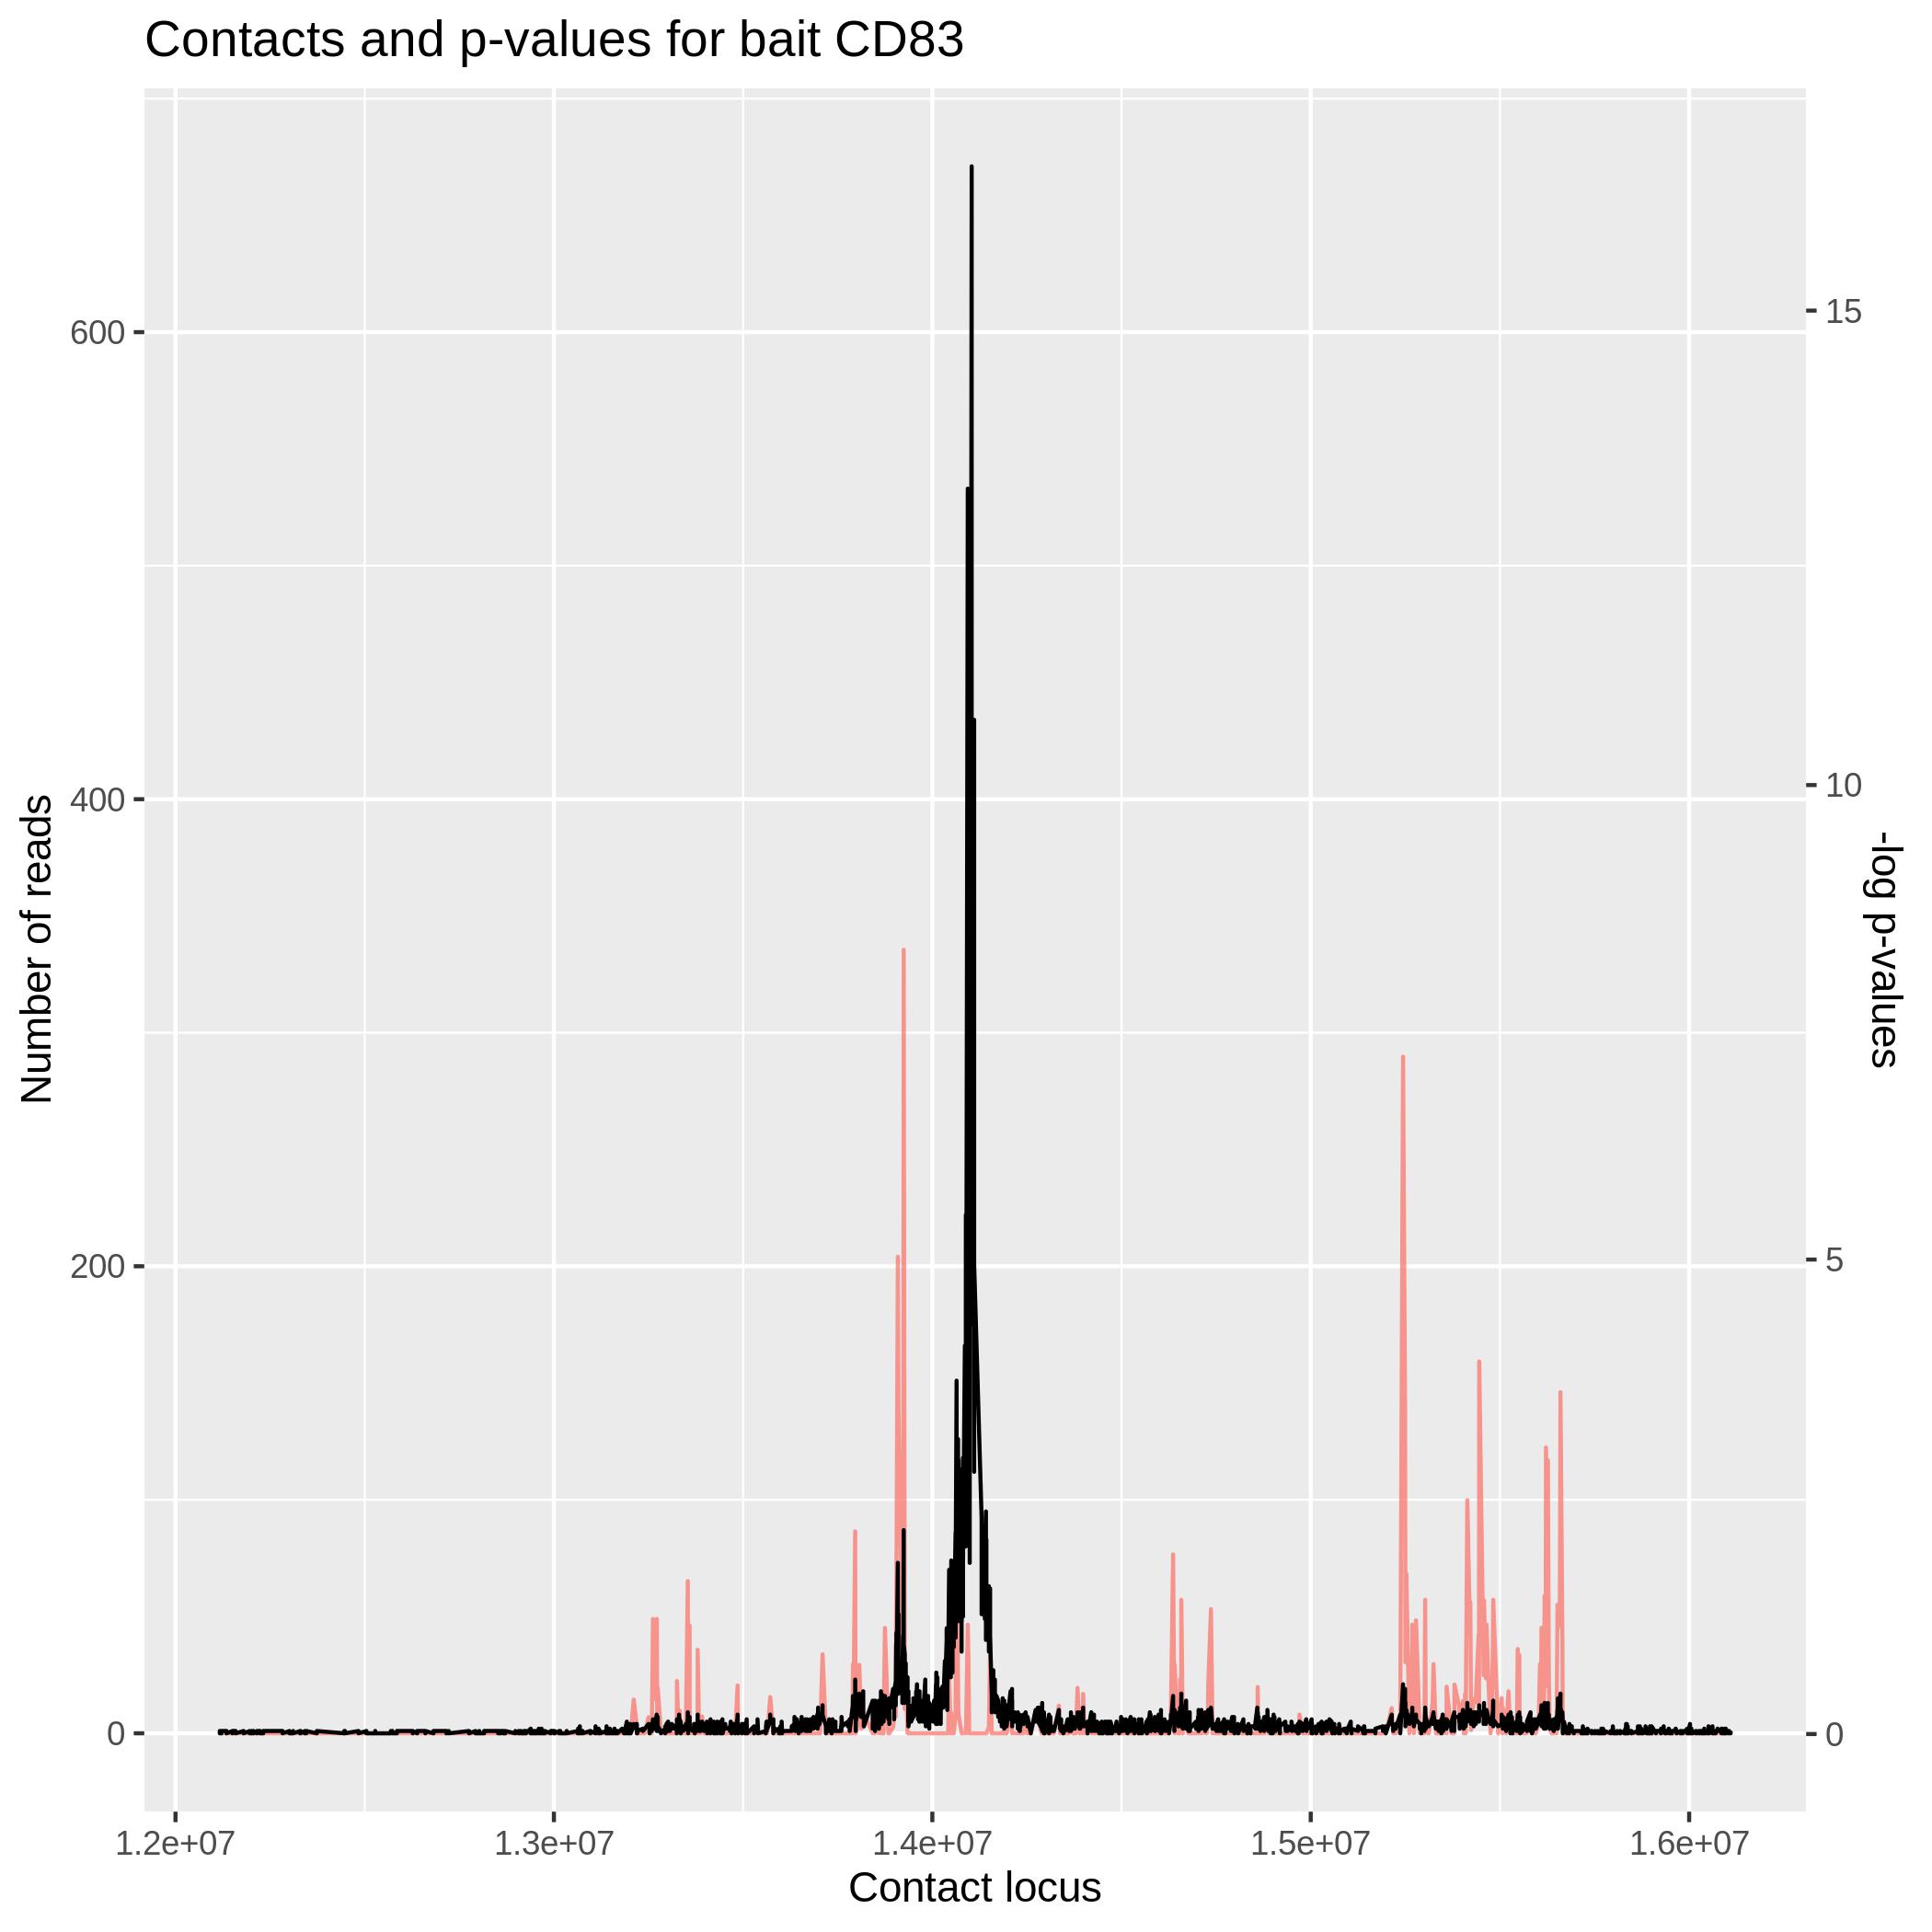 Contacts and p-values for bait CD83
Number of reads
600
400
200
0
15
10
5
0
-log p-values
1.2e+07
1.3e+07
1.4e+07
1.5e+07
1.6e+07
Contact locus